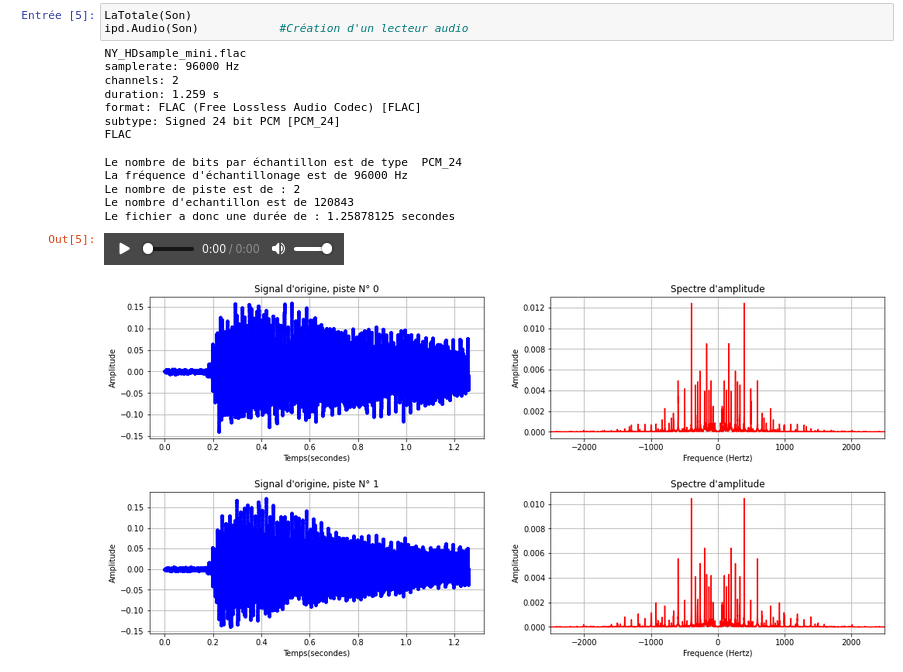 Entrée [5]: LaTotale(Son)
ipd.Audio(Son) #Création d'un lecteur audio
NY_HDsample_mini.flac
samplerate: 96000 Hz
channels: 2
duration: 1.259 s
format: FLAC (Free Lossless Audio Codec) [FLAC]
subtype: Signed 24 bit PCM [PCM_24]
FLAC
Le nombre de bits par échantillon est de type PCM_24
La fréquence d'échantillonage est de 96000 Hz
Le nombre de piste est de : 2
Le nombre d'echantillon est de 120843
Le fichier a donc une durée de : 1.25878125 secondes
Out[5]:
0:00 / 0:00
Signal d'origine, piste N° 0
0.15
0.10
0.05
0.00
−0.05
−0.10
−0.15
Amplitude
0.0 0.2 0.4 0.6 0.8 1.0 1.2
Temps(secondes)
Spectre d'amplitude
0.012
0.010
0.008
0.006
0.004
0.002
0.000
Amplitude
−2000 −1000 0 1000 2000
Frequence (Hertz)
Signal d'origine, piste N° 1
0.15
0.10
0.05
0.00
−0.05
−0.10
−0.15
Amplitude
0.0 0.2 0.4 0.6 0.8 1.0 1.2
Temps(secondes)
Spectre d'amplitude
0.010
0.008
0.006
0.004
0.002
0.000
Amplitude
−2000 −1000 0 1000 2000
Frequence (Hertz)